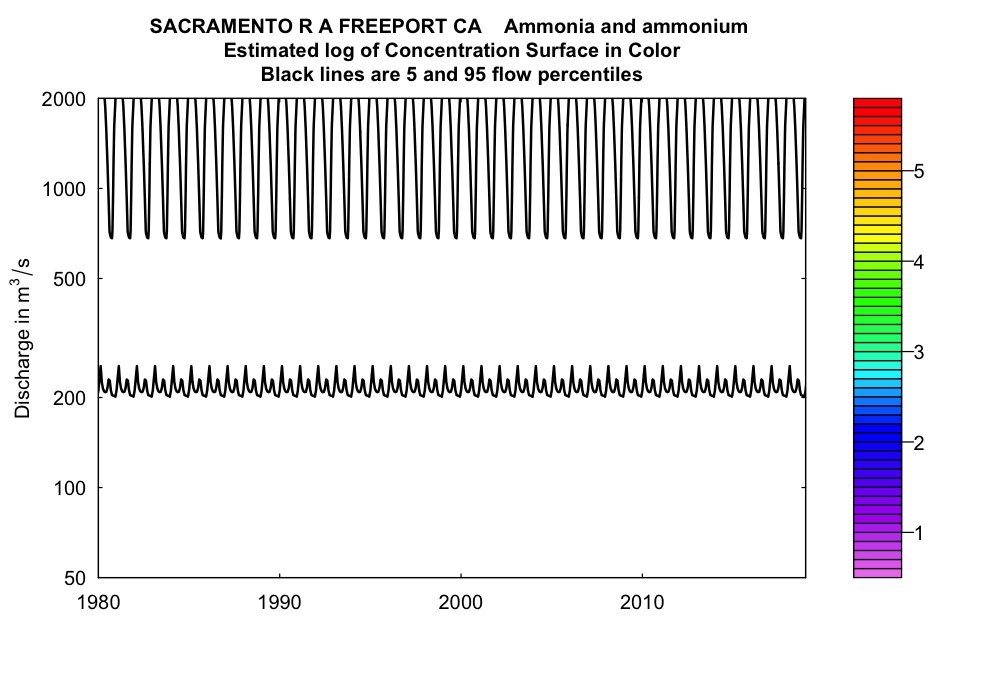 SACRAMENTO R A FREEPORT CA Ammonia and ammonium
Estimated log of Concentration Surface in Color
Black lines are 5 and 95 flow percentiles
2000
1000
500
200
100
50
Discharge in m³/s
1980 1990 2000 2010
5
4
3
2
1